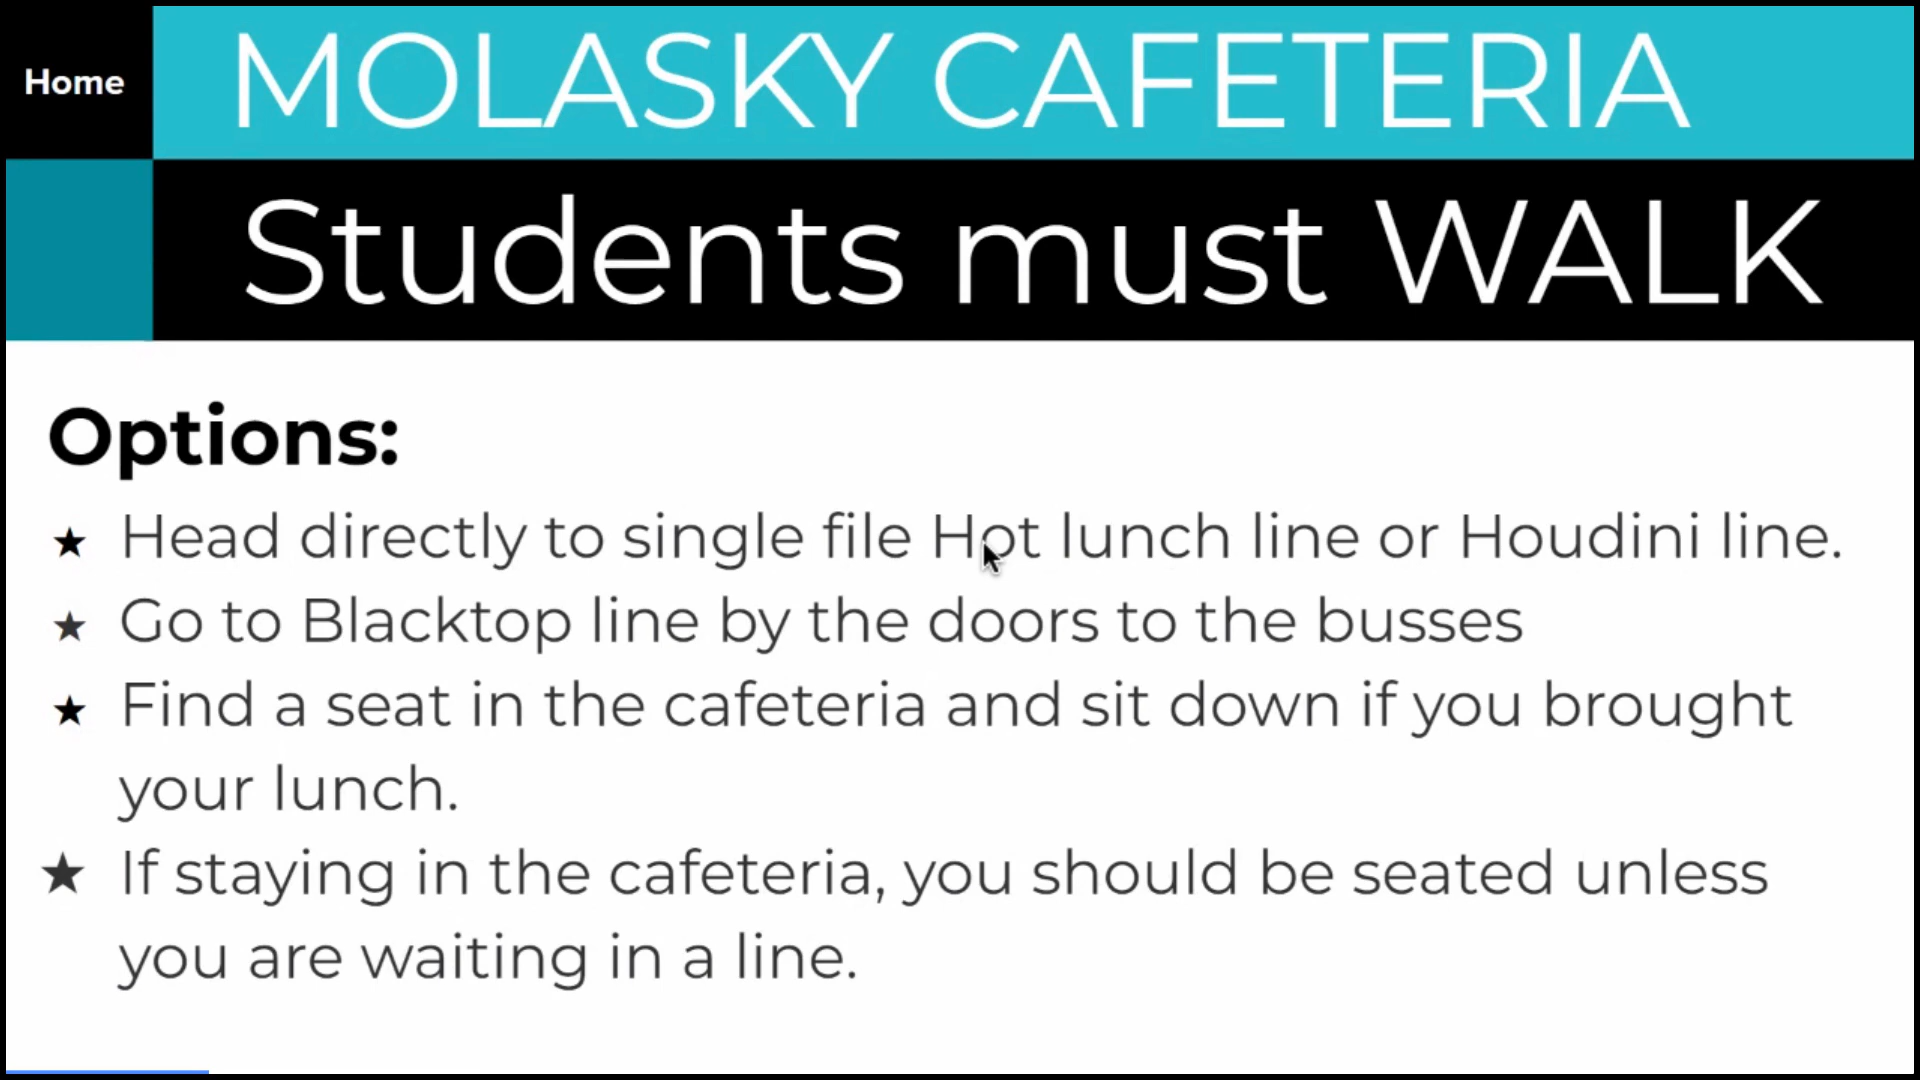 Home
MOLASKY CAFETERIA
Students must WALK
Options:
★ Head directly to single file Hot lunch line or Houdini line.
★ Go to Blacktop line by the doors to the busses
★ Find a seat in the cafeteria and sit down if you brought
your lunch.
★ If staying in the cafeteria, you should be seated unless
you are waiting in a line.